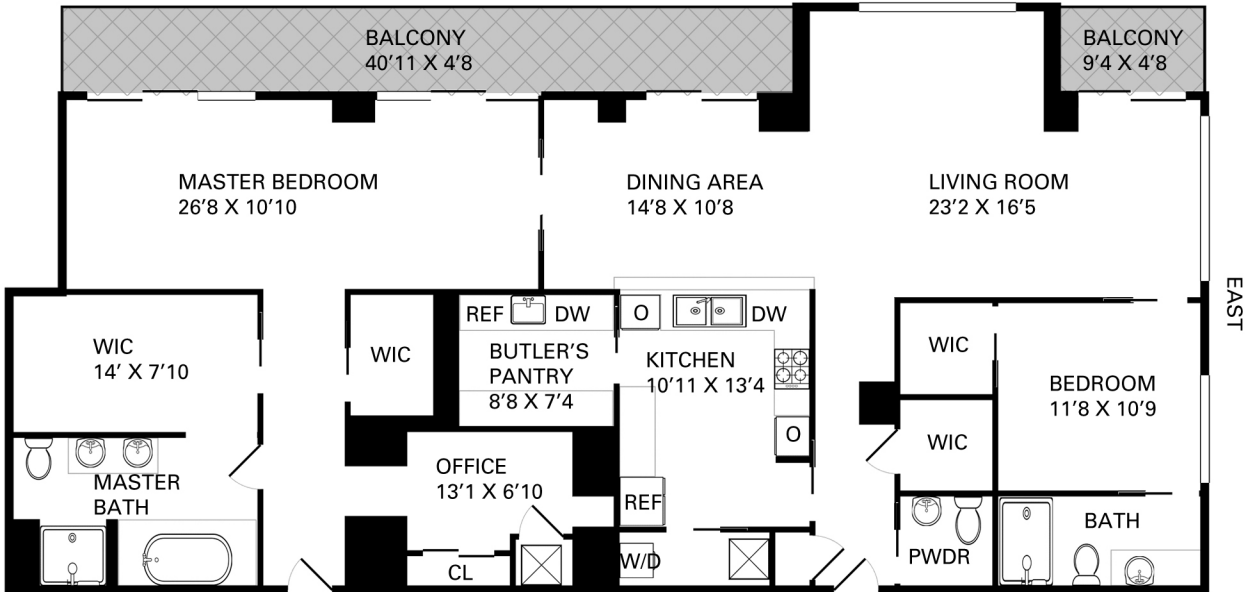 BALCONY
40'11 X 4'8
BALCONY
9'4 X 4'8
MASTER BEDROOM
26'8 X 10'10
DINING AREA
14'8 X 10'8
LIVING ROOM
23'2 X 16'5
EAST
WIC
14' X 7'10
WIC
REF
DW
BUTLER'S
PANTRY
8'8 X 7'4
O
DW
KITCHEN
10'11 X 13'4
O
REF
WIC
WIC
BEDROOM
11'8 X 10'9
MASTER
BATH
OFFICE
13'1 X 6'10
CL
W/D
PWDR
BATH